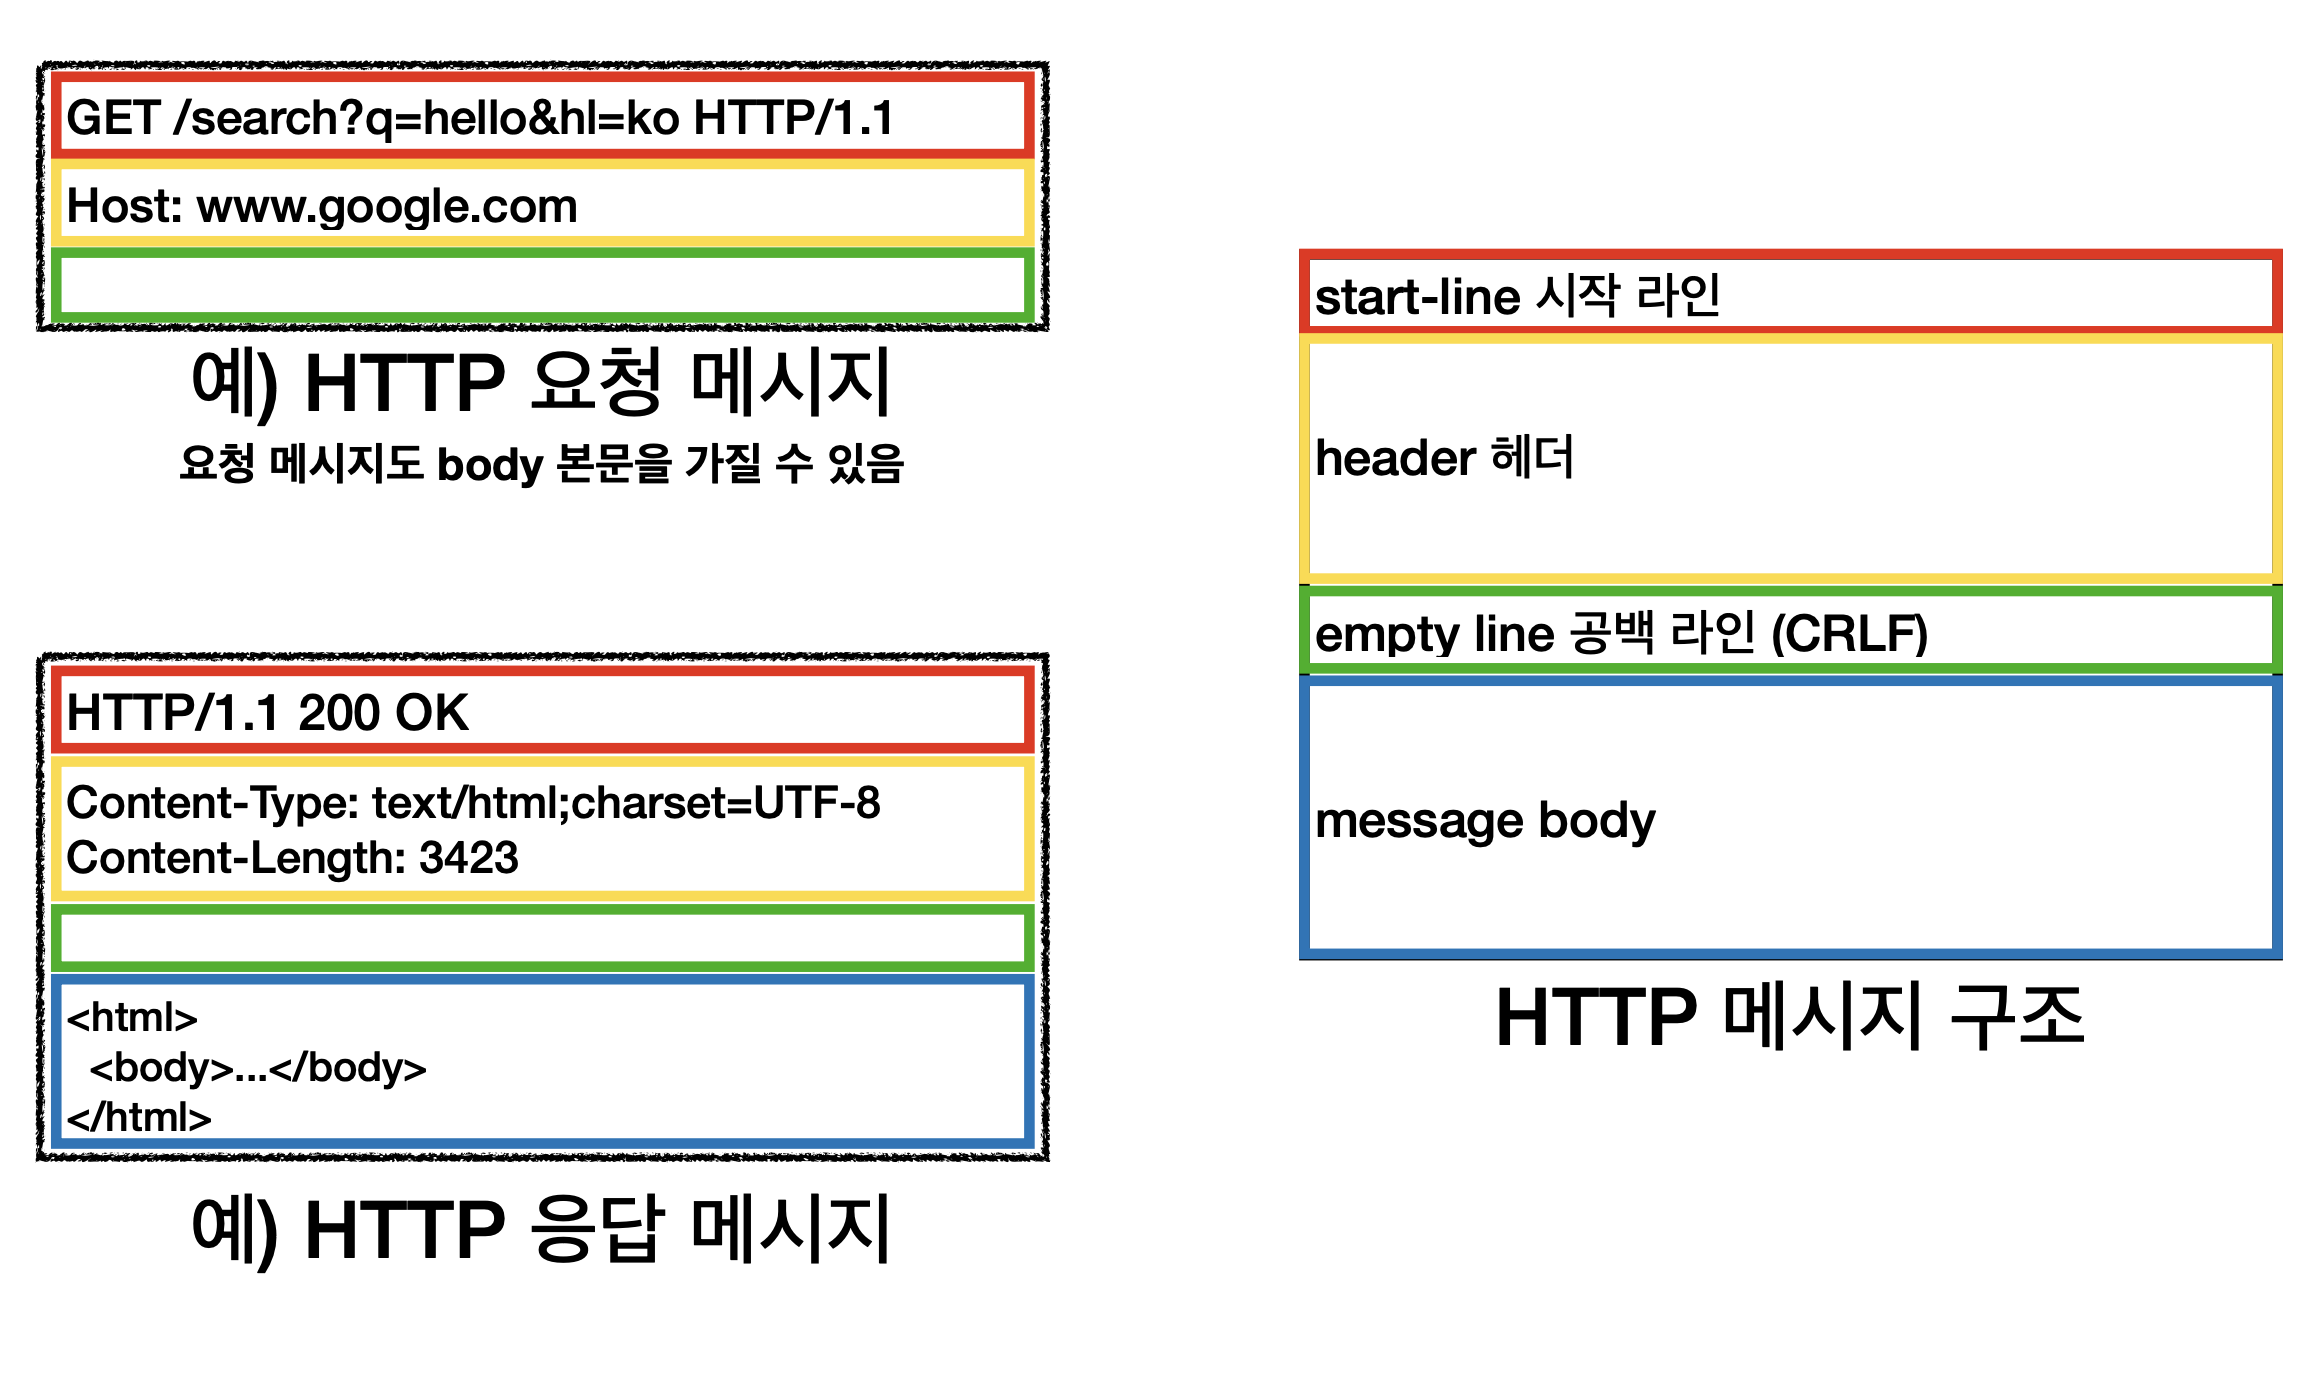 GET /search?q=hello&hl=ko HTTP/1.1
Host: www.google.com
예) HTTP 요청 메시지
요청 메시지도 body 본문을 가질 수 있음
HTTP/1.1 200 OK
Content-Type: text/html;charset=UTF-8
Content-Length: 3423
<html>
  <body>...</body>
</html>
예) HTTP 응답 메시지
start-line 시작 라인
header 헤더
empty line 공백 라인 (CRLF)
message body
HTTP 메시지 구조